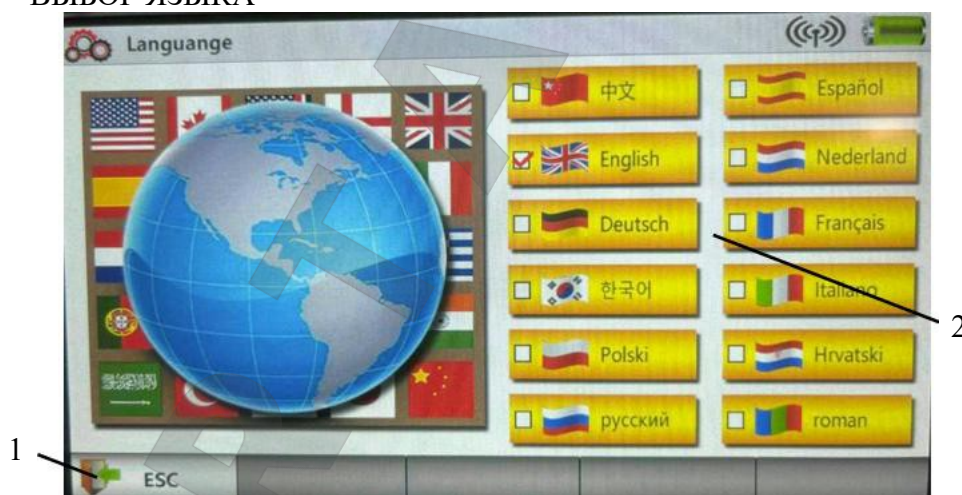 ВЫБОР ЯЗЫКА
Languange
中文
Español
English
Nederland
Deutsch
Français
한국어
Italiano
Polski
Hrvatski
русский
roman
1
2
ESC